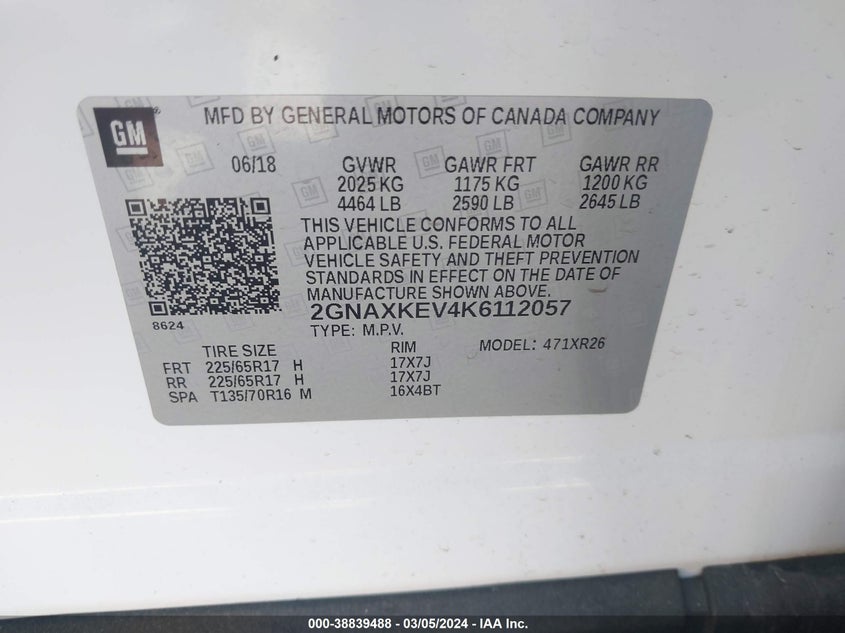 GM
MFD BY GENERAL MOTORS OF CANADA COMPANY
06/18 GVWR GAWR FRT GAWR RR
2025 KG 1175 KG 1200 KG
4464 LB 2590 LB 2645 LB
THIS VEHICLE CONFORMS TO ALL
APPLICABLE U.S. FEDERAL MOTOR
VEHICLE SAFETY AND THEFT PREVENTION
STANDARDS IN EFFECT ON THE DATE OF
MANUFACTURE SHOWN ABOVE.
8624 2GNAXKEV4K6112057
TYPE: M.P.V. MODEL: 471XR26
TIRE SIZE RIM
FRT 225/65R17 H 17X7J
RR 225/65R17 H 17X7J
SPA T135/70R16 M 16X4BT
000-38839488 — 03/05/2024 — IAA Inc.